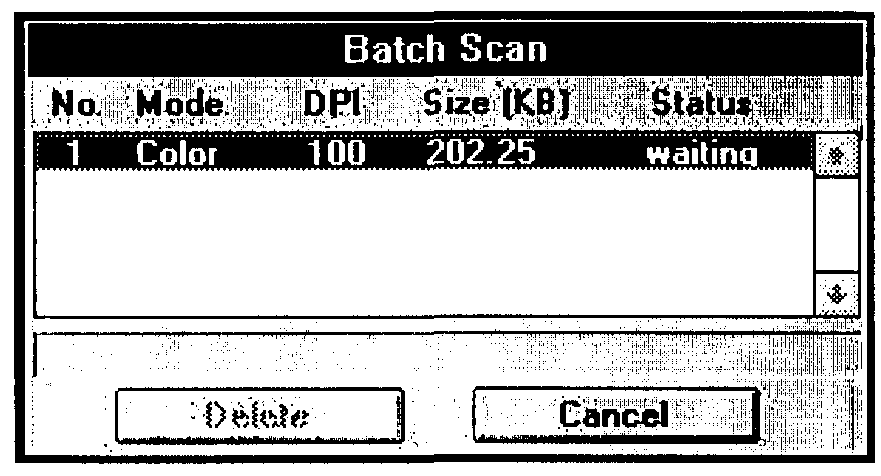 Batch Scan
No. Mode DPI Size (KB) Status
1 Color 100 202.25 waiting
Delete Cancel